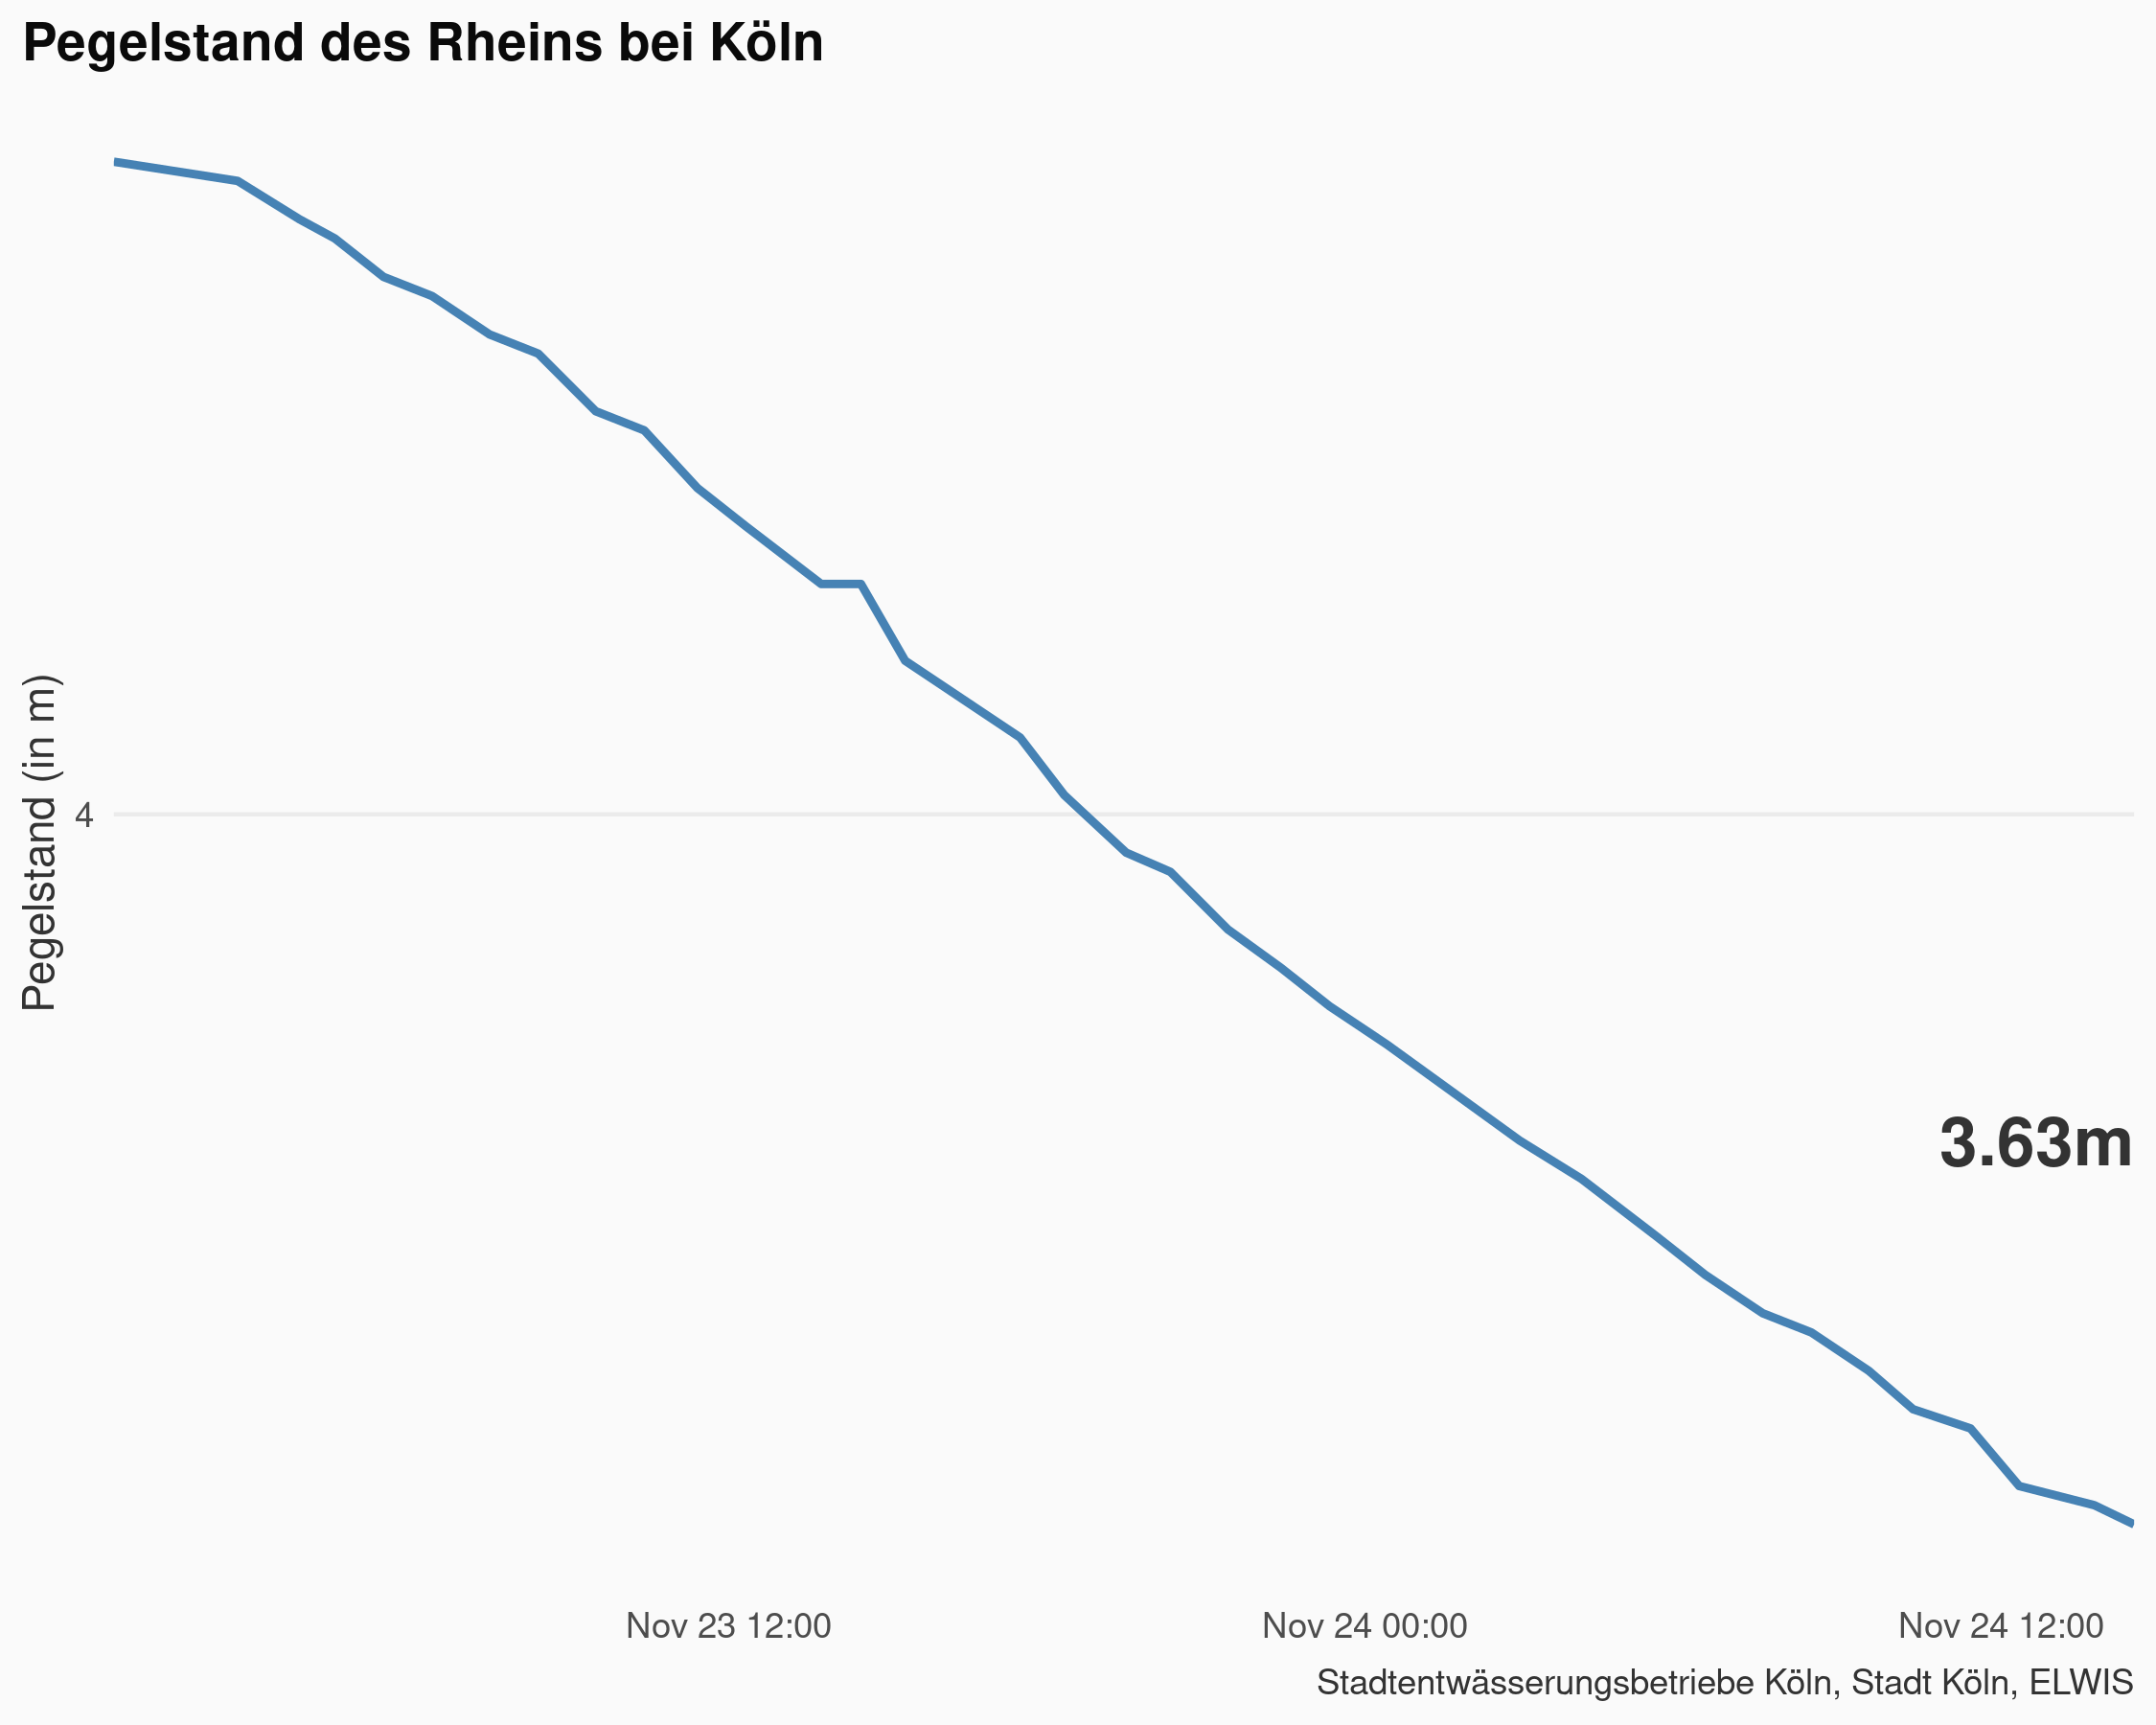 Pegelstand des Rheins bei Köln
Pegelstand (in m)
4
3.63m
Nov 23 12:00
Nov 24 00:00
Nov 24 12:00
Stadtentwässerungsbetriebe Köln, Stadt Köln, ELWIS